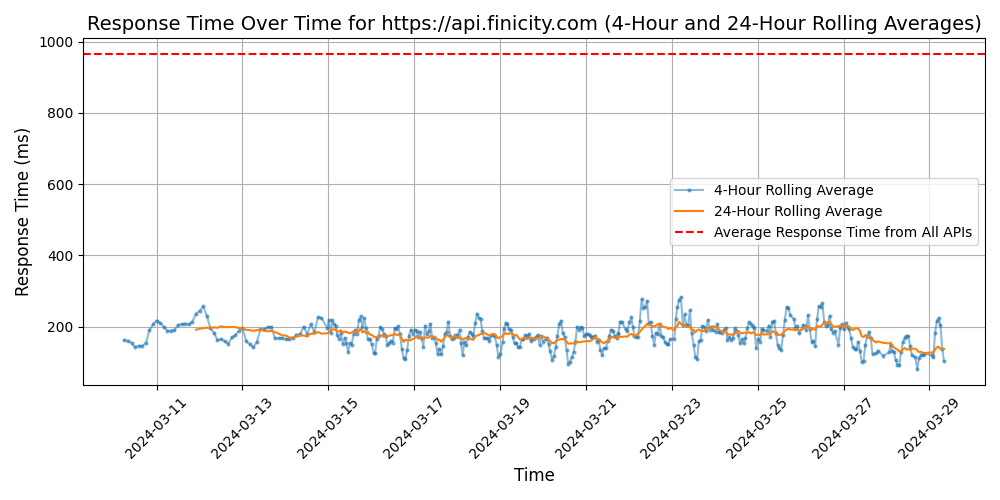 Response Time Over Time for https://api.finicity.com (4-Hour and 24-Hour Rolling Averages)
Response Time (ms)
1000
800
600
400
200
4-Hour Rolling Average
24-Hour Rolling Average
Average Response Time from All APIs
2024-03-11
2024-03-13
2024-03-15
2024-03-17
2024-03-19
2024-03-21
2024-03-23
2024-03-25
2024-03-27
2024-03-29
Time